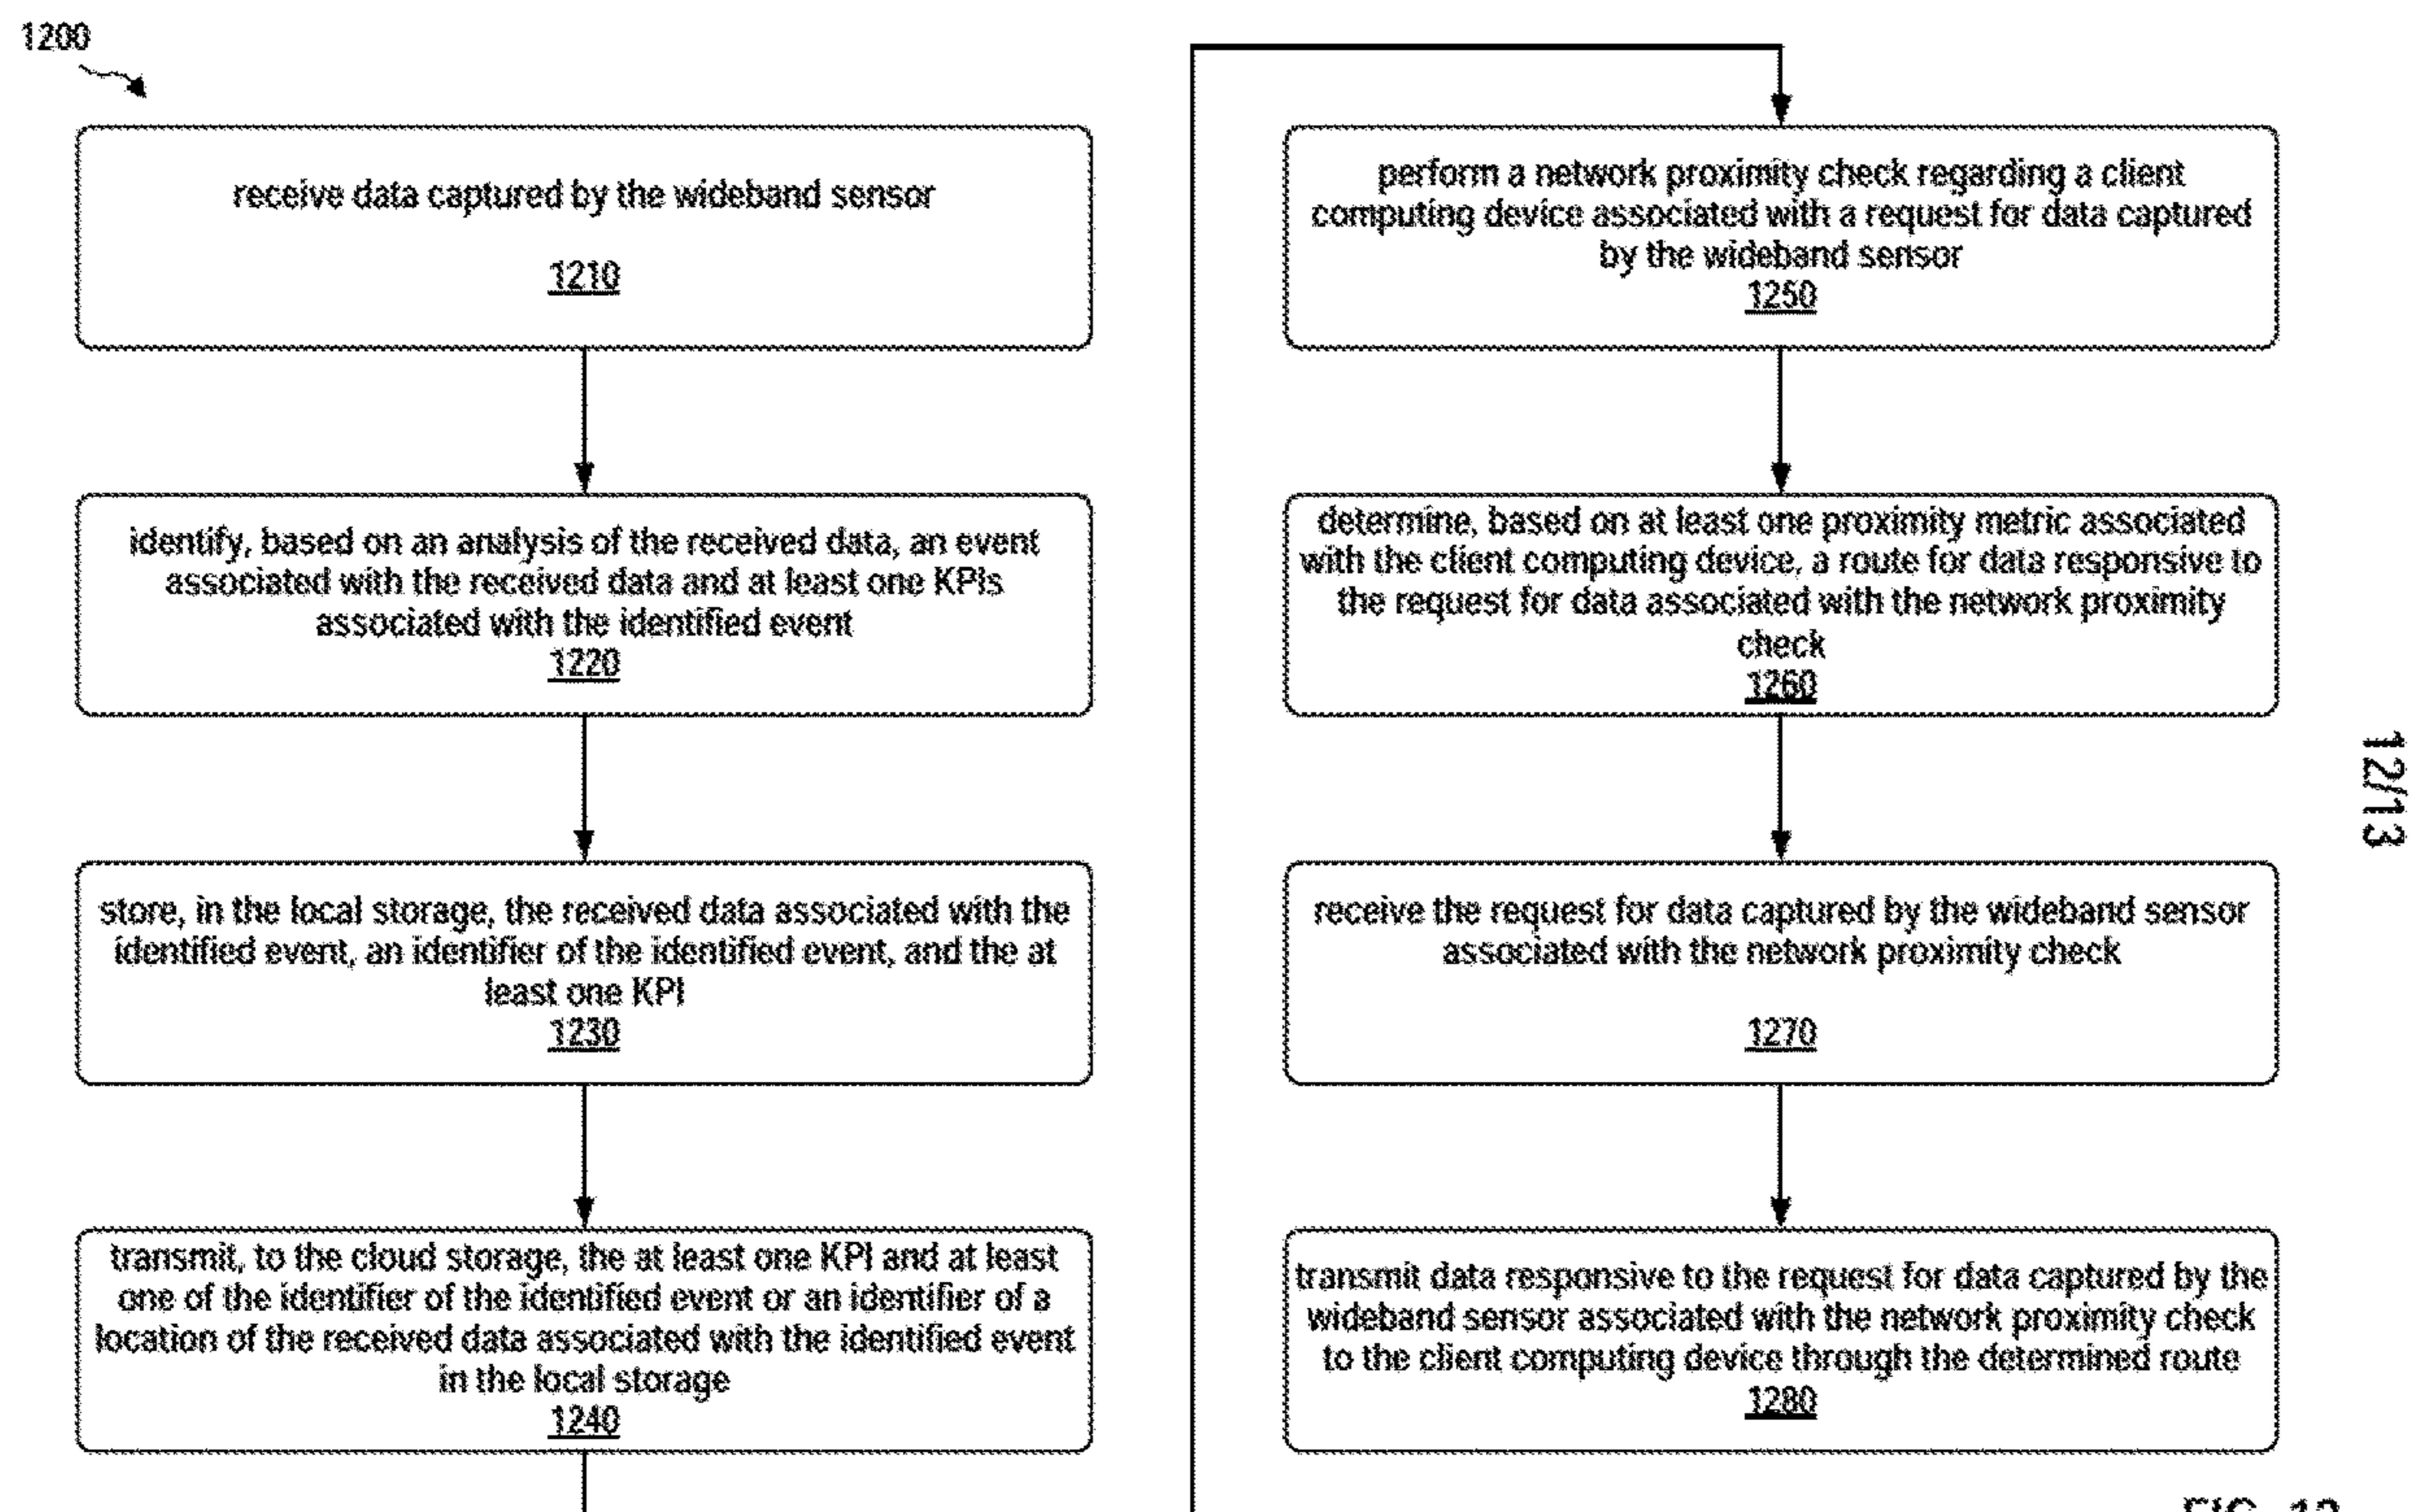 1200
receive data captured by the wideband sensor
1210
identify, based on an analysis of the received data, an event
associated with the received data and at least one KPIs
associated with the identified event
1220
store, in the local storage, the received data associated with the
identified event, an identifier of the identified event, and the at
least one KPI
1230
transmit, to the cloud storage, the at least one KPI and at least
one of the identifier of the identified event or an identifier of a
location of the received data associated with the identified event
in the local storage
1240
perform a network proximity check regarding a client
computing device associated with a request for data captured
by the wideband sensor
1250
determine, based on at least one proximity metric associated
with the client computing device, a route for data responsive to
the request for data associated with the network proximity
check
1260
receive the request for data captured by the wideband sensor
associated with the network proximity check
1270
transmit data responsive to the request for data captured by the
wideband sensor associated with the network proximity check
to the client computing device through the determined route
1280
12/13
FIG. 12